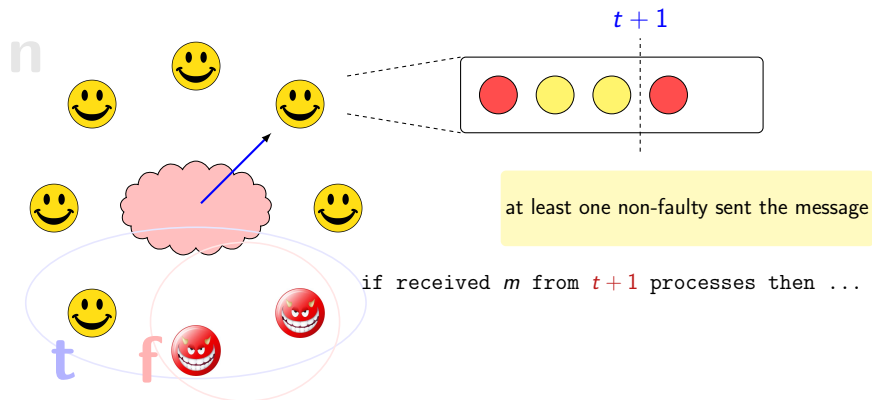 t + 1
n
at least one non-faulty sent the message
if received m from t + 1 processes then ...
t f